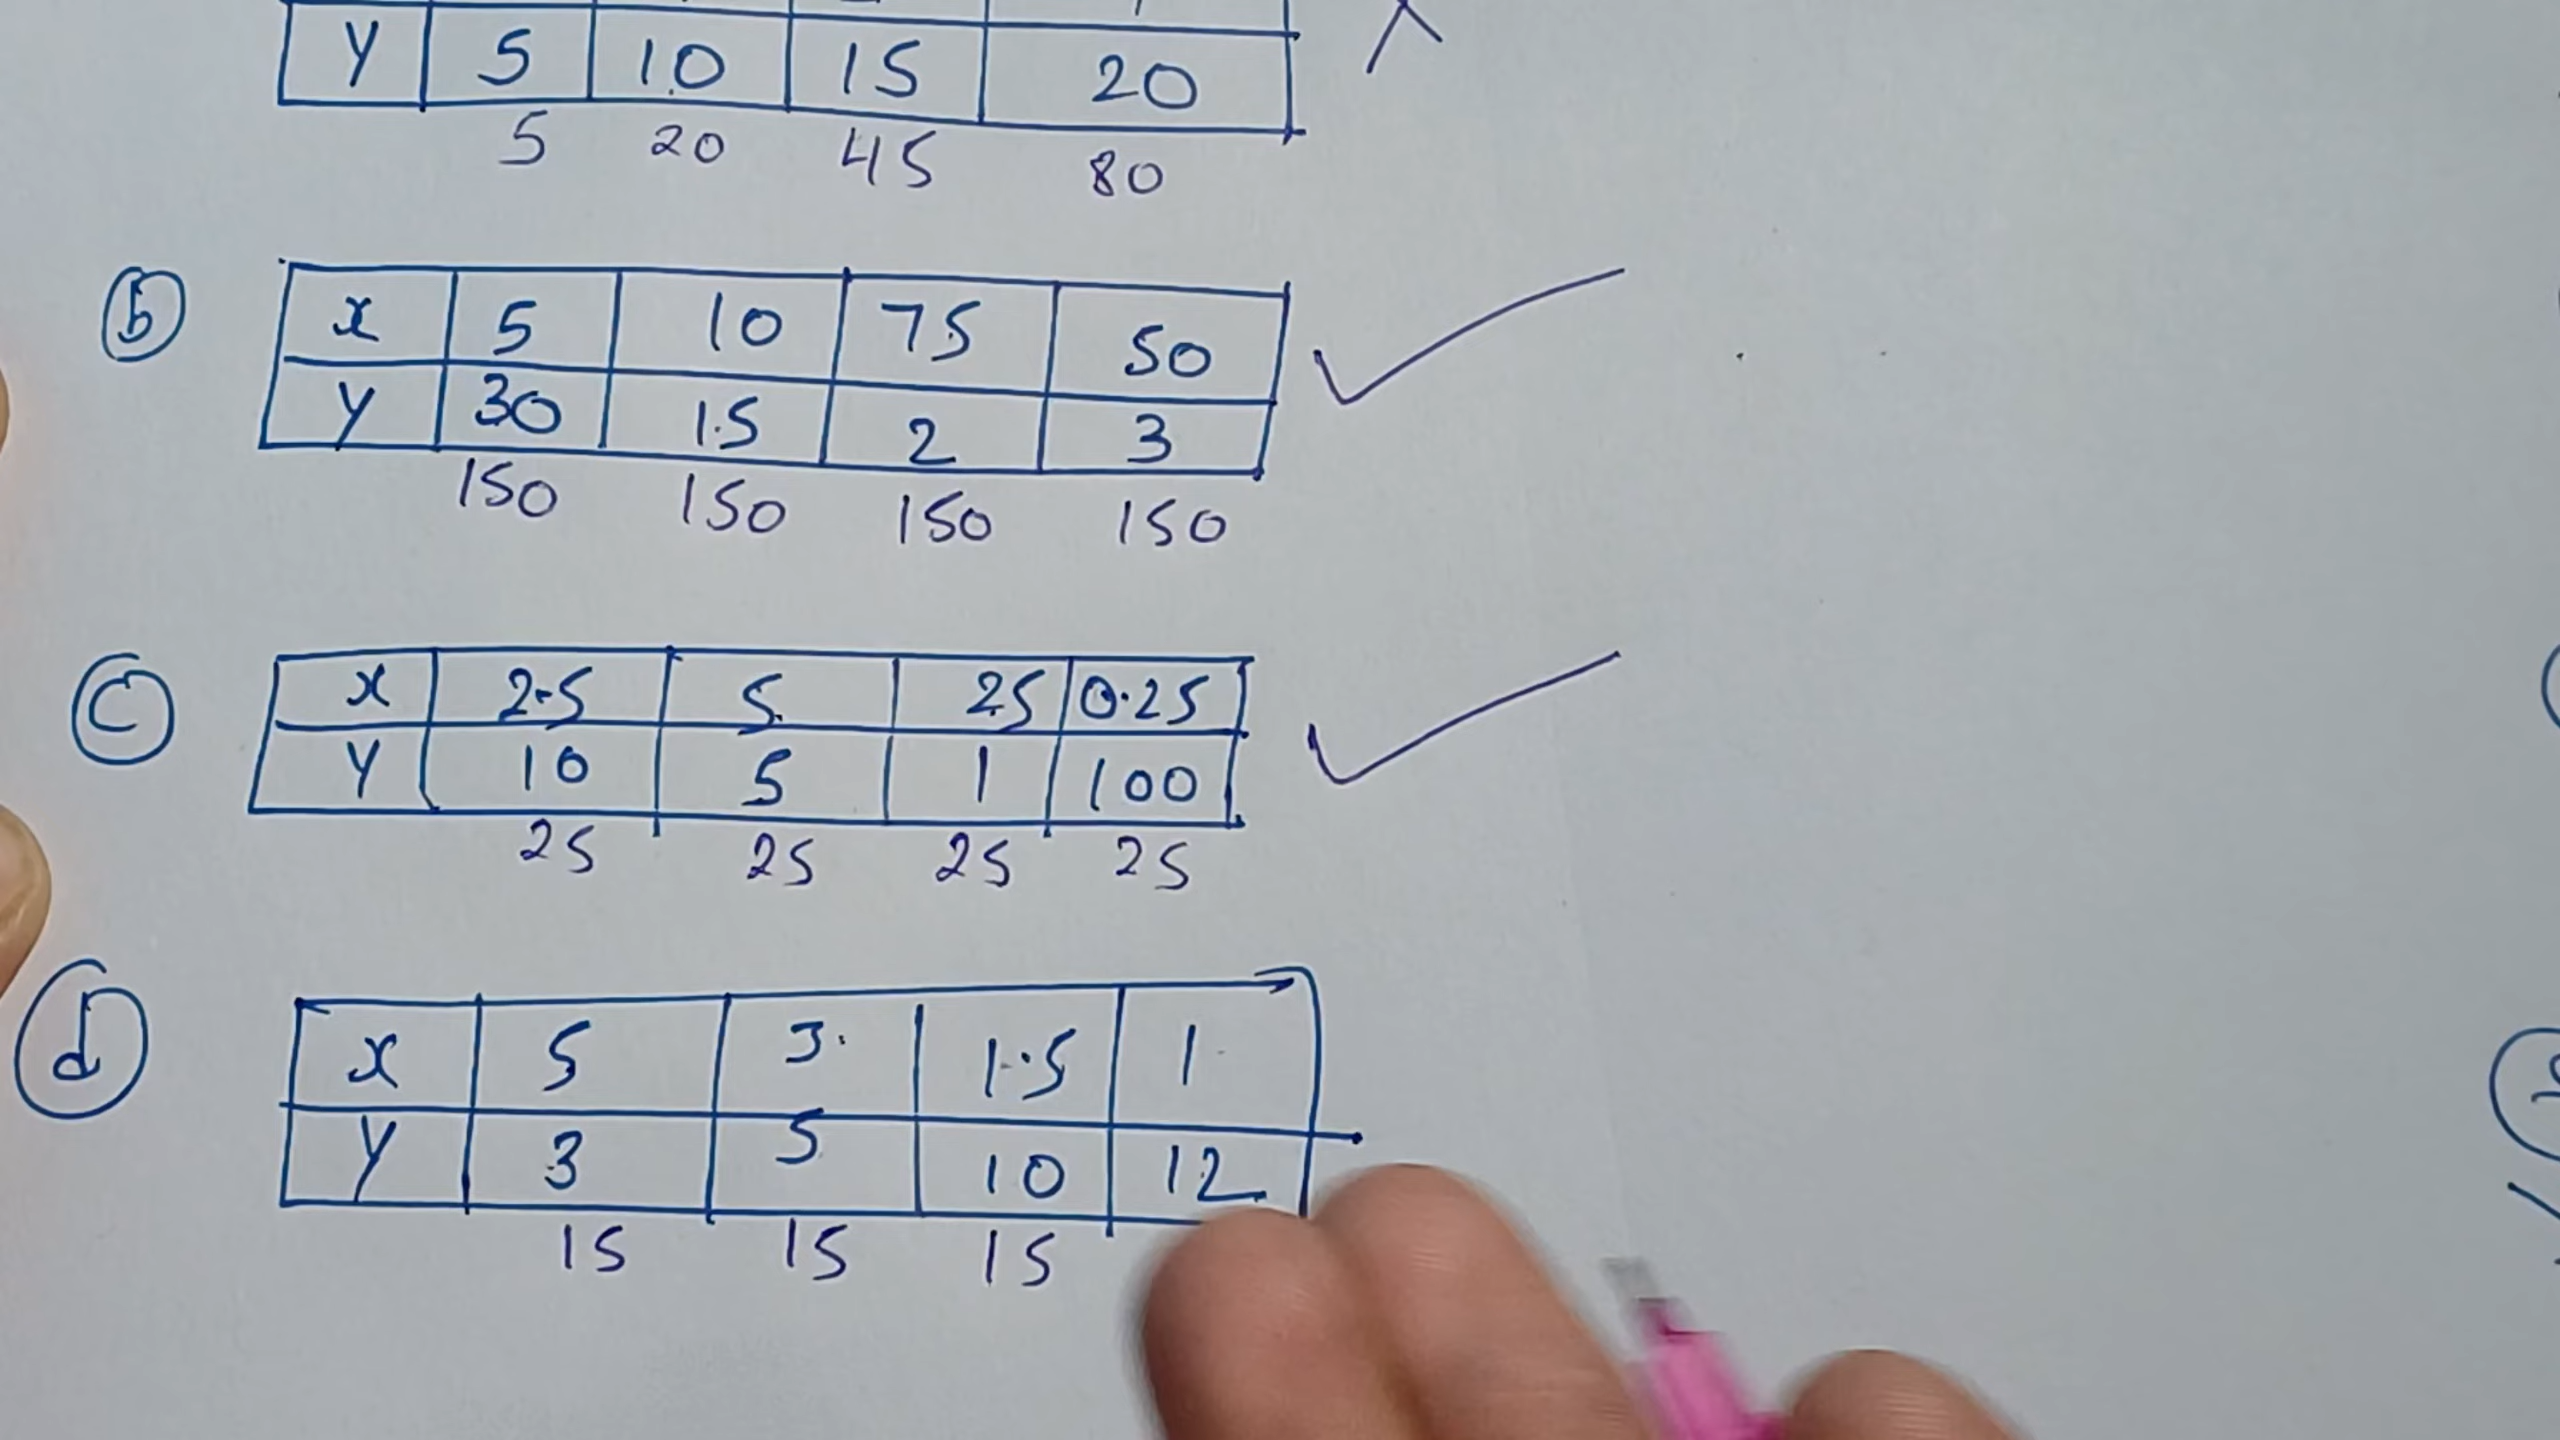 y 5 10 15 20
5 20 45 80
b x 5 10 75 50
y 30 15 2 3
150 150 150 150
c x 2.5 5 25 0.25
y 10 5 1 100
25 25 25 25
d x 5 3 1.5 1
y 3 5 10 12
15 15 15